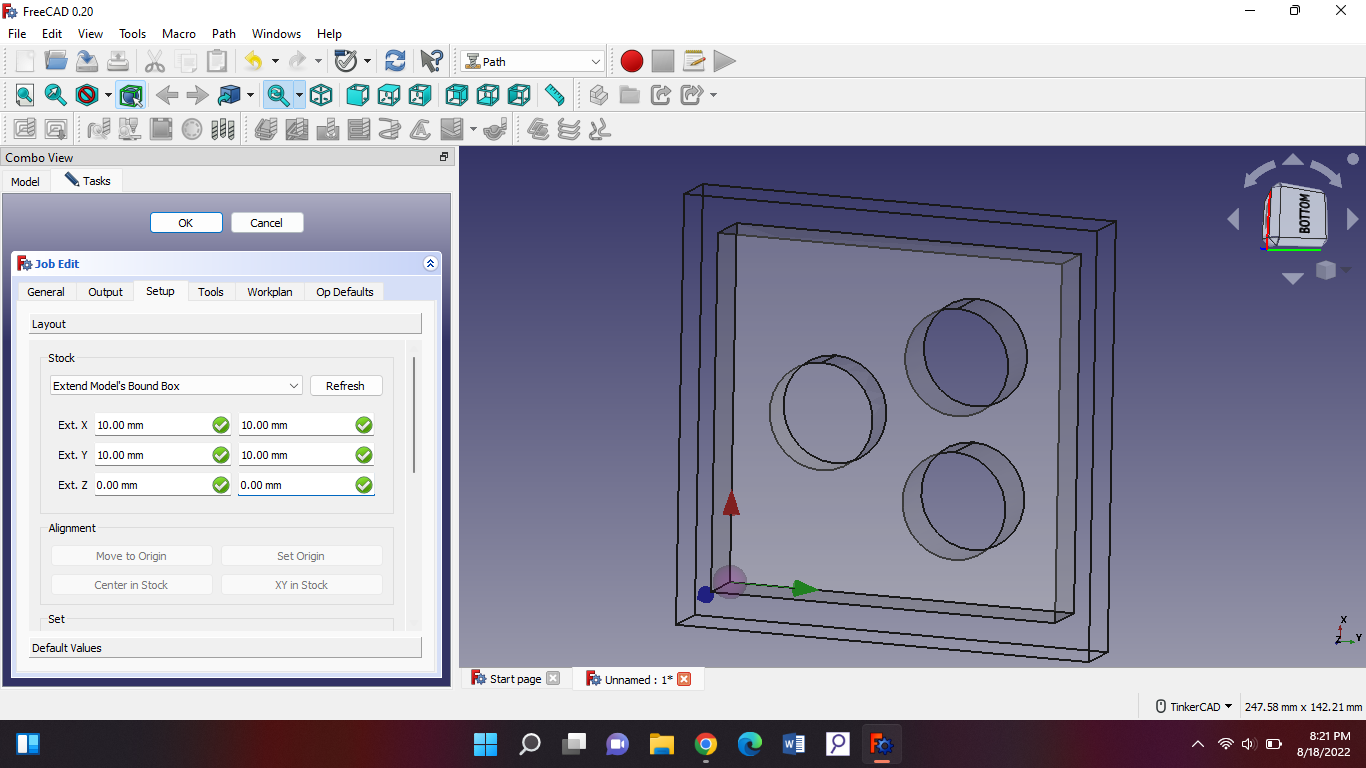 FreeCAD 0.20
File Edit View Tools Macro Path Windows Help
Path
Combo View
Model Tasks
OK Cancel
Job Edit
General Output Setup Tools Workplan Op Defaults
Layout
Stock
Extend Model's Bound Box Refresh
Ext. X 10.00 mm 10.00 mm
Ext. Y 10.00 mm 10.00 mm
Ext. Z 0.00 mm 0.00 mm
Alignment
Move to Origin Set Origin
Center in Stock XY in Stock
Set
Default Values
BOTTOM
X
Z Y
Start page Unnamed : 1*
TinkerCAD 247.58 mm x 142.21 mm
8:21 PM
8/18/2022